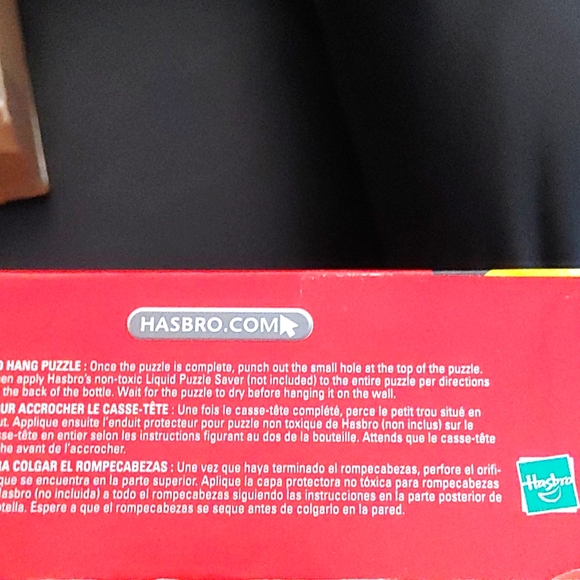 HASBRO.COM
O HANG PUZZLE : Once the puzzle is complete, punch out the small hole at the top of the puzzle.
en apply Hasbro's non-toxic Liquid Puzzle Saver (not included) to the entire puzzle per directions
the back of the bottle. Wait for the puzzle to dry before hanging it on the wall.
UR ACCROCHER LE CASSE-TÊTE : Une fois le casse-tête complété, perce le petit trou situé en
ut. Applique ensuite l'enduit protecteur pour puzzle non toxique de Hasbro (non inclus) sur le
sse-tête en entier selon les instructions figurant au dos de la bouteille. Attends que le casse-tête
he avant de l'accrocher.
RA COLGAR EL ROMPECABEZAS : Una vez que haya terminado el rompecabezas, perfore el orifi-
que se encuentra en la parte superior. Aplique la capa protectora no tóxica para rompecabezas
Hasbro (no incluida) a todo el rompecabezas siguiendo las instrucciones en la parte posterior de
otella. Espere a que el rompecabezas se seque antes de colgarlo en la pared.
Hasbro